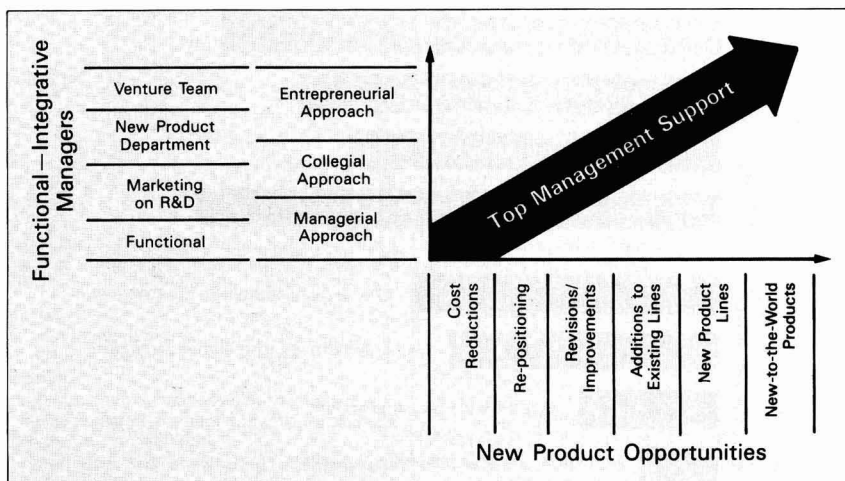 Functional — Integrative
Managers
Venture Team
New Product
Department
Marketing
on R&D
Functional
Entrepreneurial
Approach
Collegial
Approach
Managerial
Approach
Top Management Support
Cost
Reductions
Re-positioning
Revisions/
Improvements
Additions to
Existing Lines
New Product
Lines
New-to-the-World
Products
New Product Opportunities